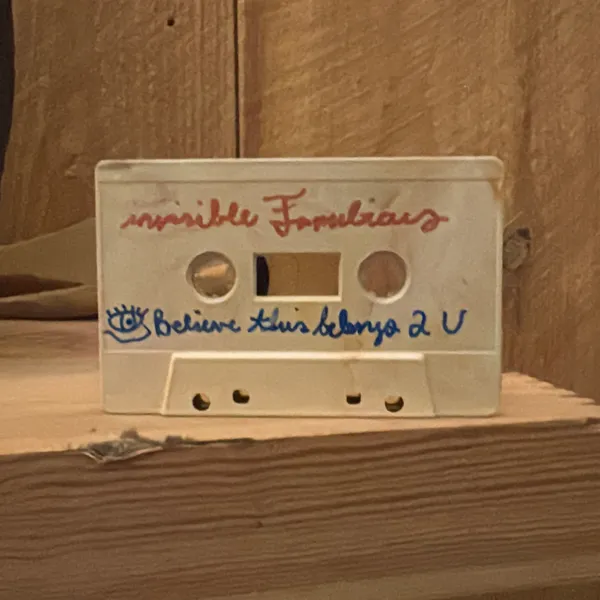 invisible Familiars
Believe this belongs 2 U